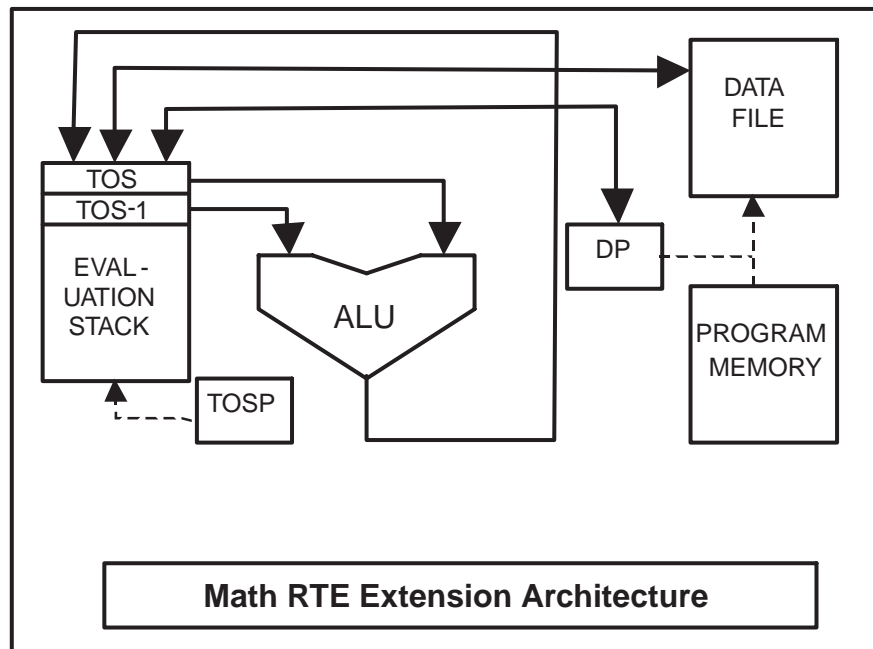 DATA
FILE
TOS
TOS-1
EVAL-
UATION
STACK
DP
ALU
PROGRAM
MEMORY
TOSP
Math RTE Extension Architecture